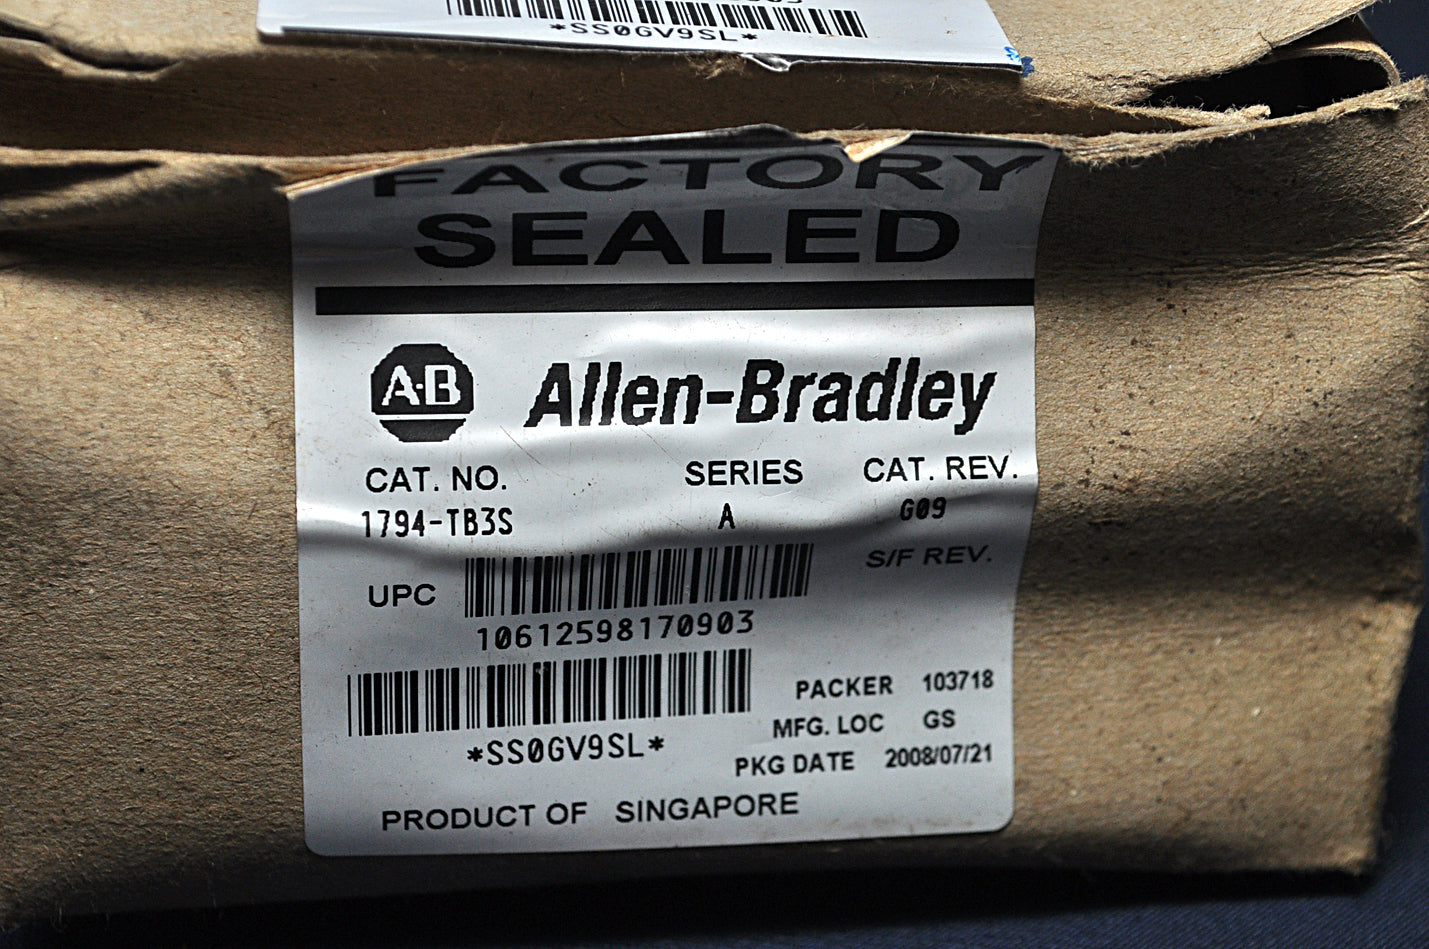 *SS0GV9SL*
FACTORY
SEALED
A·B Allen-Bradley
CAT. NO. SERIES CAT. REV.
1794-TB3S A G09
S/F REV.
UPC
10612598170903
PACKER 103718
MFG. LOC GS
*SS0GV9SL*
PKG DATE 2008/07/21
PRODUCT OF SINGAPORE